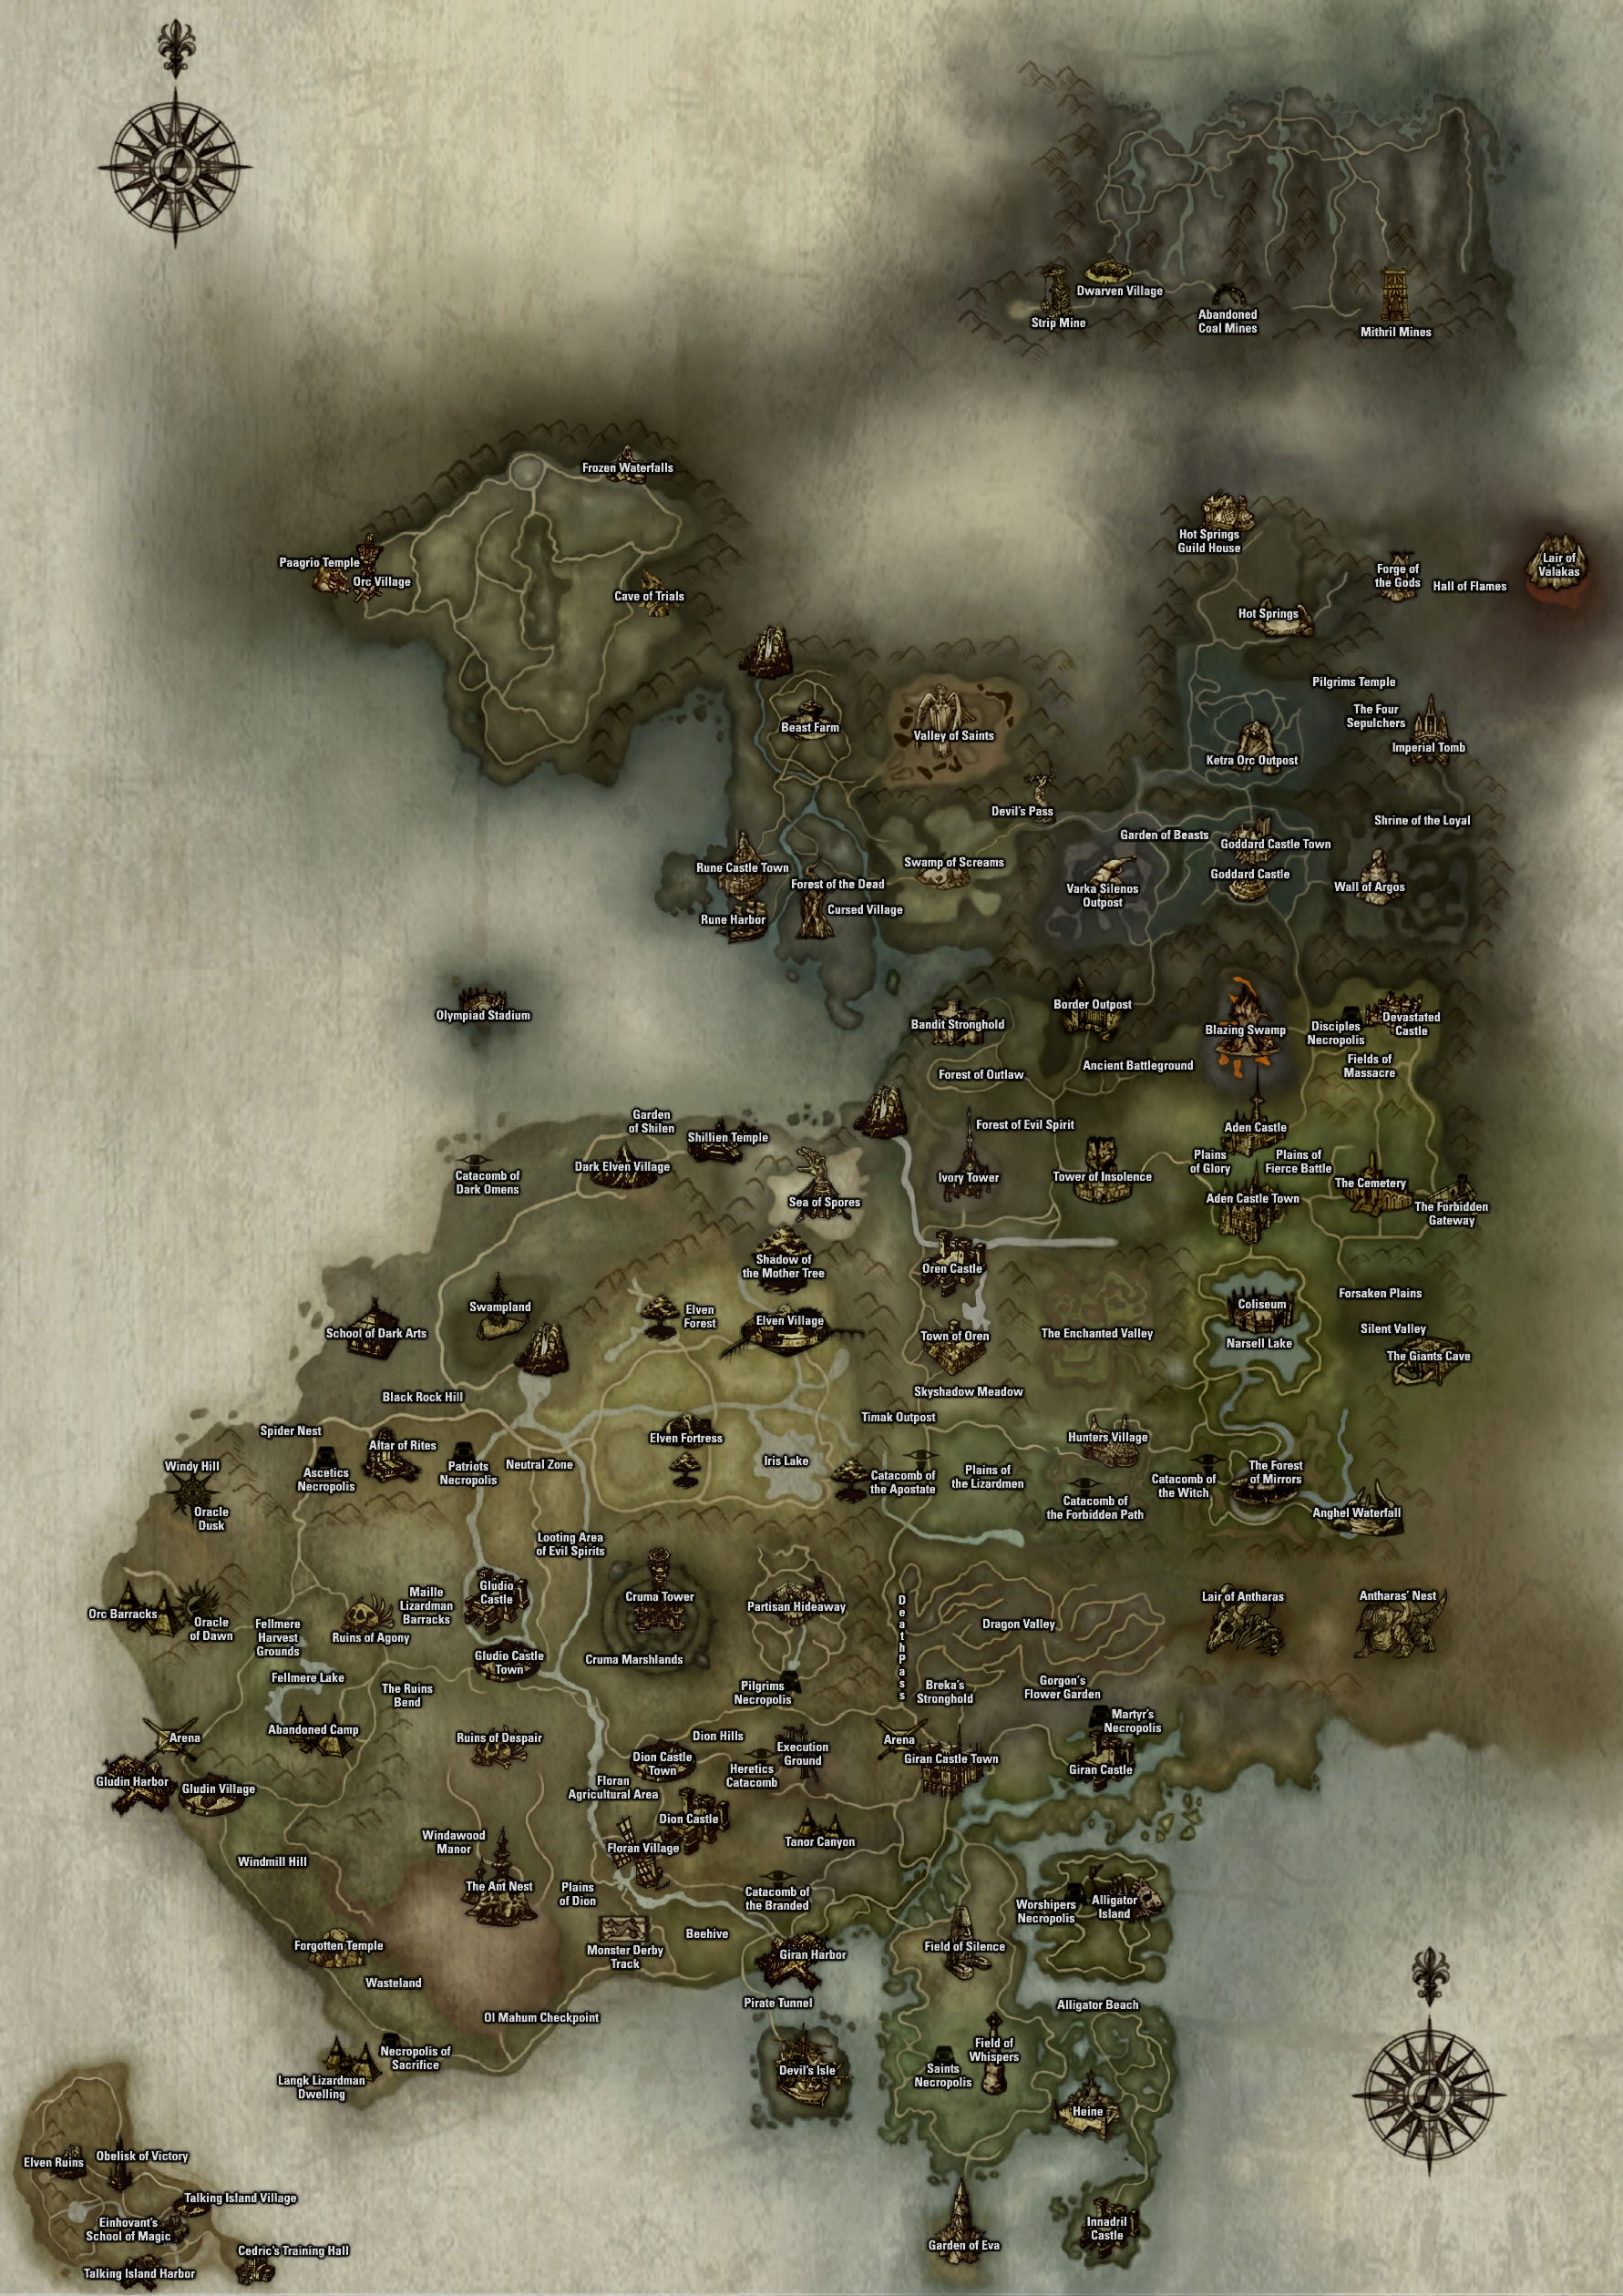 Dwarven Village
Strip Mine
Abandoned
Coal Mines
Mithril Mines
Frozen Waterfalls
Paagrio Temple
Orc Village
Cave of Trials
Hot Springs
Guild House
Forge of
the Gods
Hall of Flames
Lair of
Valakas
Hot Springs
Pilgrims Temple
The Four
Sepulchers
Imperial Tomb
Beast Farm
Valley of Saints
Ketra Orc Outpost
Devil's Pass
Shrine of the Loyal
Garden of Beasts
Goddard Castle Town
Goddard Castle
Wall of Argos
Rune Castle Town
Forest of the Dead
Swamp of Screams
Varka Silenos
Outpost
Cursed Village
Rune Harbor
Olympiad Stadium
Bandit Stronghold
Border Outpost
Blazing Swamp
Disciples
Necropolis
Devastated
Castle
Fields of
Massacre
Forest of Outlaw
Ancient Battleground
Garden
of Shilen
Shillien Temple
Forest of Evil Spirit
Aden Castle
Catacomb of
Dark Omens
Dark Elven Village
Sea of Spores
Ivory Tower
Tower of Insolence
Plains
of Glory
Plains of
Fierce Battle
The Cemetery
Aden Castle Town
The Forbidden
Gateway
Shadow of
the Mother Tree
Oren Castle
School of Dark Arts
Swampland
Elven
Forest
Elven Village
Town of Oren
The Enchanted Valley
Coliseum
Narsell Lake
Forsaken Plains
Silent Valley
The Giants Cave
Black Rock Hill
Skyshadow Meadow
Timak Outpost
Spider Nest
Altar of Rites
Ascetics
Necropolis
Patriots
Necropolis
Neutral Zone
Elven Fortress
Iris Lake
Catacomb of
the Apostate
Plains of
the Lizardmen
Hunters Village
Catacomb of
the Forbidden Path
Catacomb of
the Witch
The Forest
of Mirrors
Anghel Waterfall
Windy Hill
Oracle
Dusk
Looting Area
of Evil Spirits
Orc Barracks
Oracle
of Dawn
Fellmere
Harvest
Grounds
Maille
Lizardman
Barracks
Ruins of Agony
Gludio
Castle
Cruma Tower
Partisan Hideaway
DeathPass
Dragon Valley
Lair of Antharas
Antharas' Nest
Gludio Castle
Town
Cruma Marshlands
Fellmere Lake
The Ruins
Bend
Pilgrims
Necropolis
Breka's
Stronghold
Gorgon's
Flower Garden
Martyr's
Necropolis
Arena
Abandoned Camp
Ruins of Despair
Dion Hills
Dion Castle
Town
Execution
Ground
Heretics
Catacomb
Arena
Giran Castle Town
Giran Castle
Gludin Harbor
Gludin Village
Floran
Agricultural Area
Dion Castle
Windawood
Manor
Floran Village
Tanor Canyon
Windmill Hill
The Ant Nest
Plains
of Dion
Catacomb of
the Branded
Worshipers
Necropolis
Alligator
Island
Forgotten Temple
Monster Derby
Track
Beehive
Giran Harbor
Field of Silence
Wasteland
Pirate Tunnel
Alligator Beach
Ol Mahum Checkpoint
Langk Lizardman
Dwelling
Necropolis of
Sacrifice
Devil's Isle
Saints
Necropolis
Field of
Whispers
Heine
Elven Ruins
Obelisk of Victory
Talking Island Village
Einhovant's
School of Magic
Cedric's Training Hall
Talking Island Harbor
Garden of Eva
Innadril
Castle